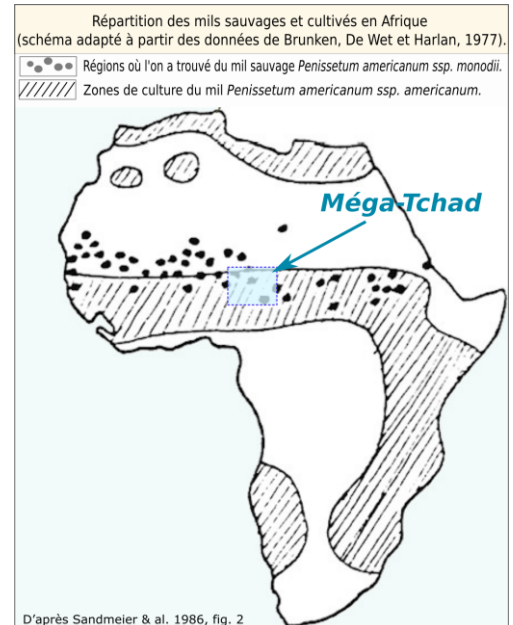 Répartition des mils sauvages et cultivés en Afrique
(schéma adapté à partir des données de Brunken, De Wet et Harlan, 1977).
Régions où l'on a trouvé du mil sauvage Penissetum americanum ssp. monodii.
Zones de culture du mil Penissetum americanum ssp. americanum.
Méga-Tchad
D'après Sandmeier & al. 1986, fig. 2